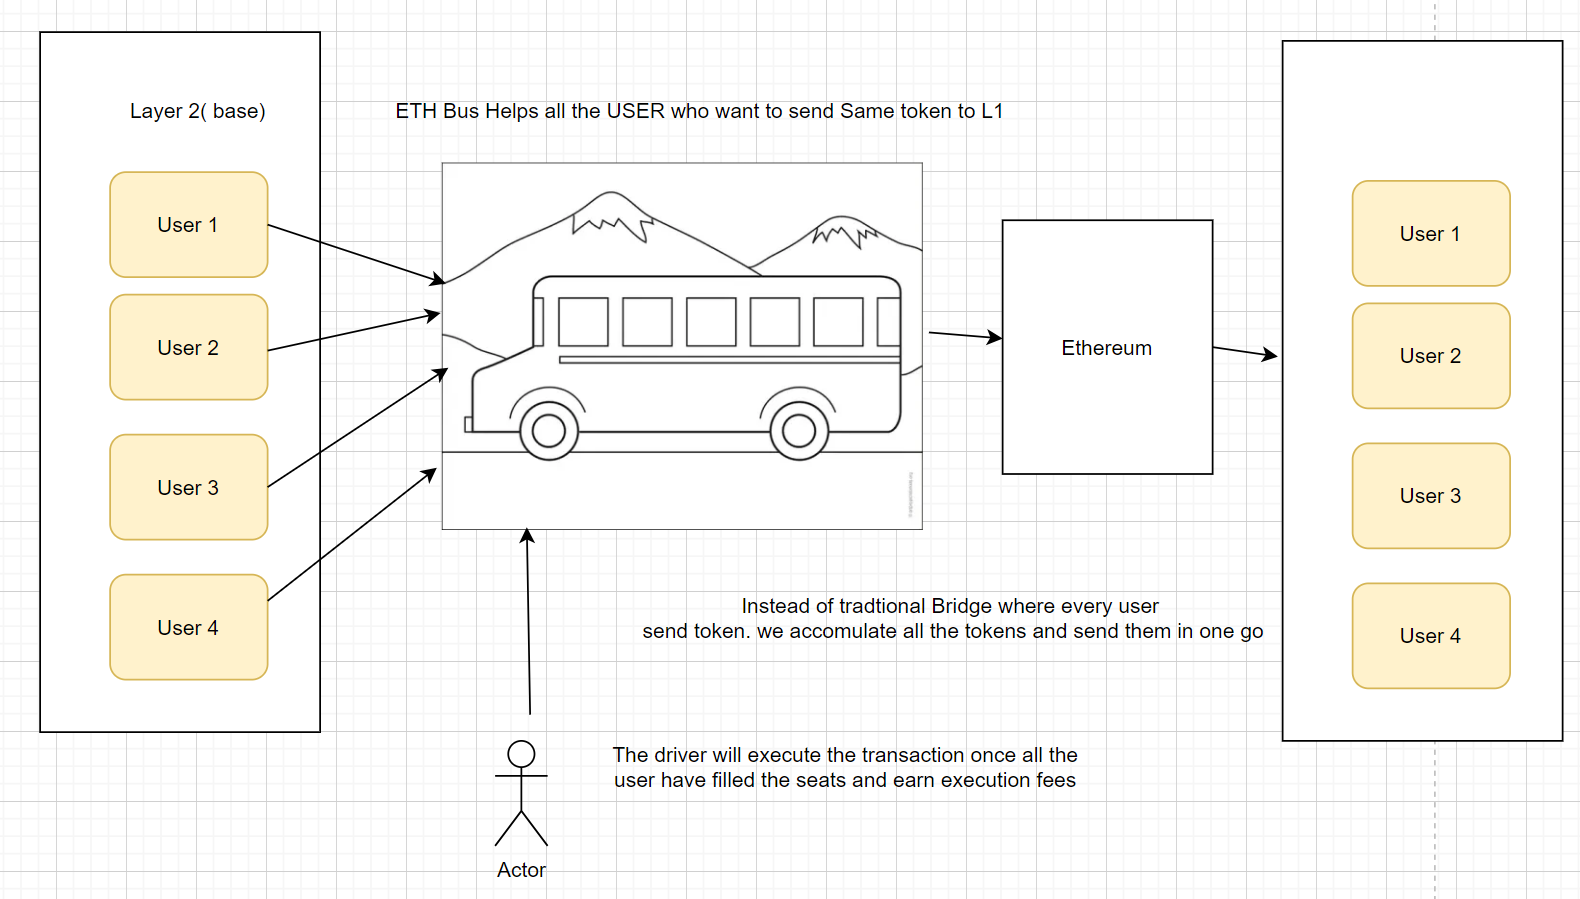 Layer 2( base)
User 1
User 2
User 3
User 4
ETH Bus Helps all the USER who want to send Same token to L1
Ethereum
User 1
User 2
User 3
User 4
Instead of tradtional Bridge where every user
send token. we accomulate all the tokens and send them in one go
The driver will execute the transaction once all the
user have filled the seats and earn execution fees
Actor